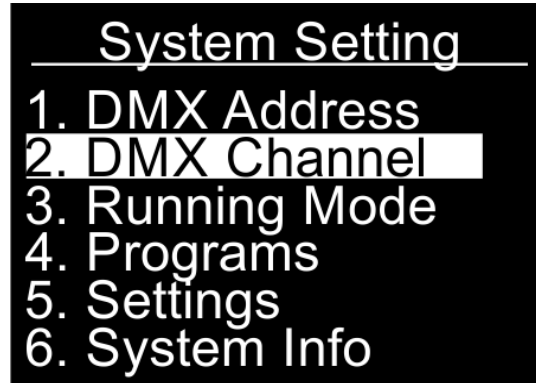 System Setting
1. DMX Address
2. DMX Channel
3. Running Mode
4. Programs
5. Settings
6. System Info